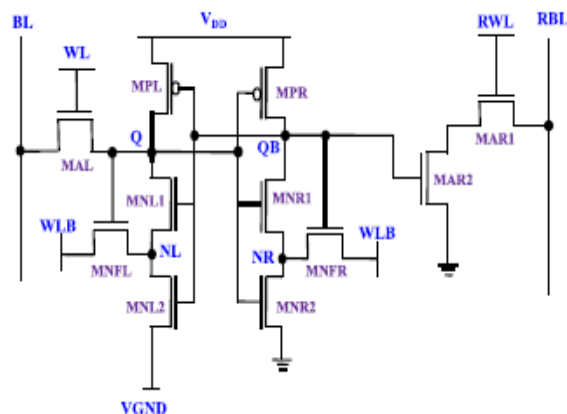 BL
V_DD
RWL
RBL
WL
MPL
MPR
MAR1
Q
QB
MAL
MAR2
MNL1
MNR1
WLB
NL
NR
WLB
MNFL
MNFR
MNL2
MNR2
VGND